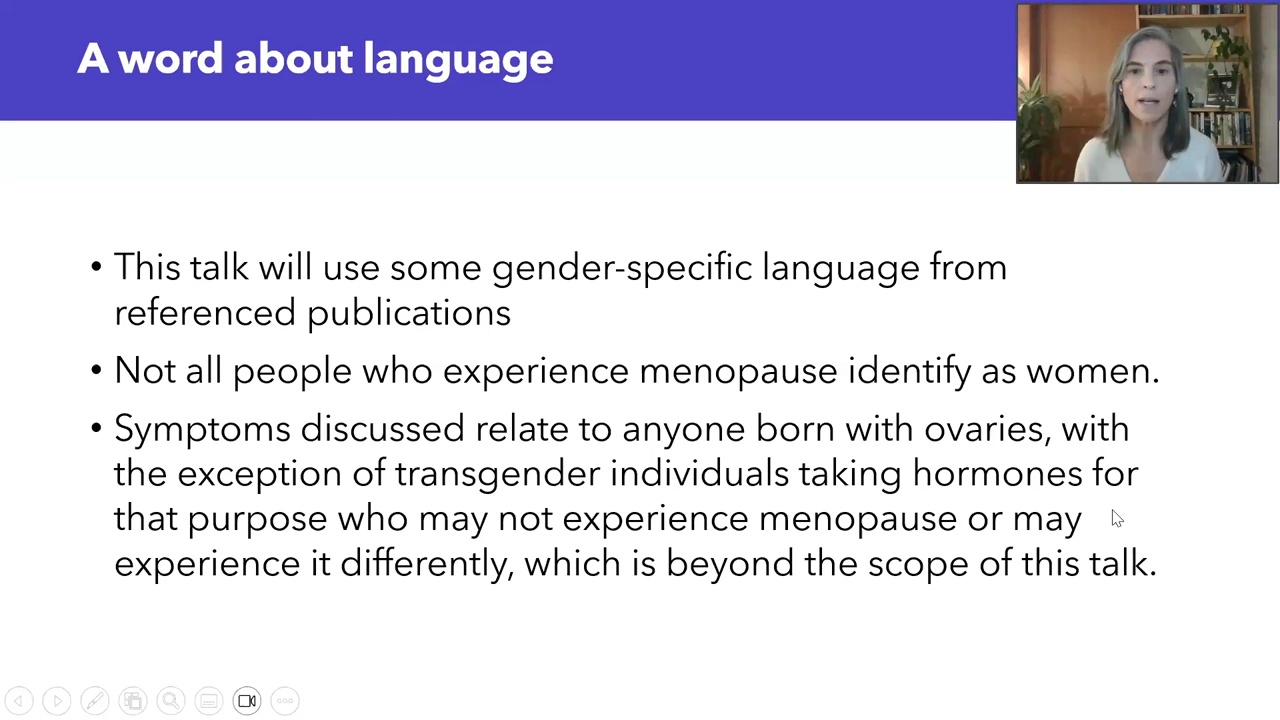 A word about language
• This talk will use some gender-specific language from
referenced publications
• Not all people who experience menopause identify as women.
• Symptoms discussed relate to anyone born with ovaries, with
the exception of transgender individuals taking hormones for
that purpose who may not experience menopause or may
experience it differently, which is beyond the scope of this talk.